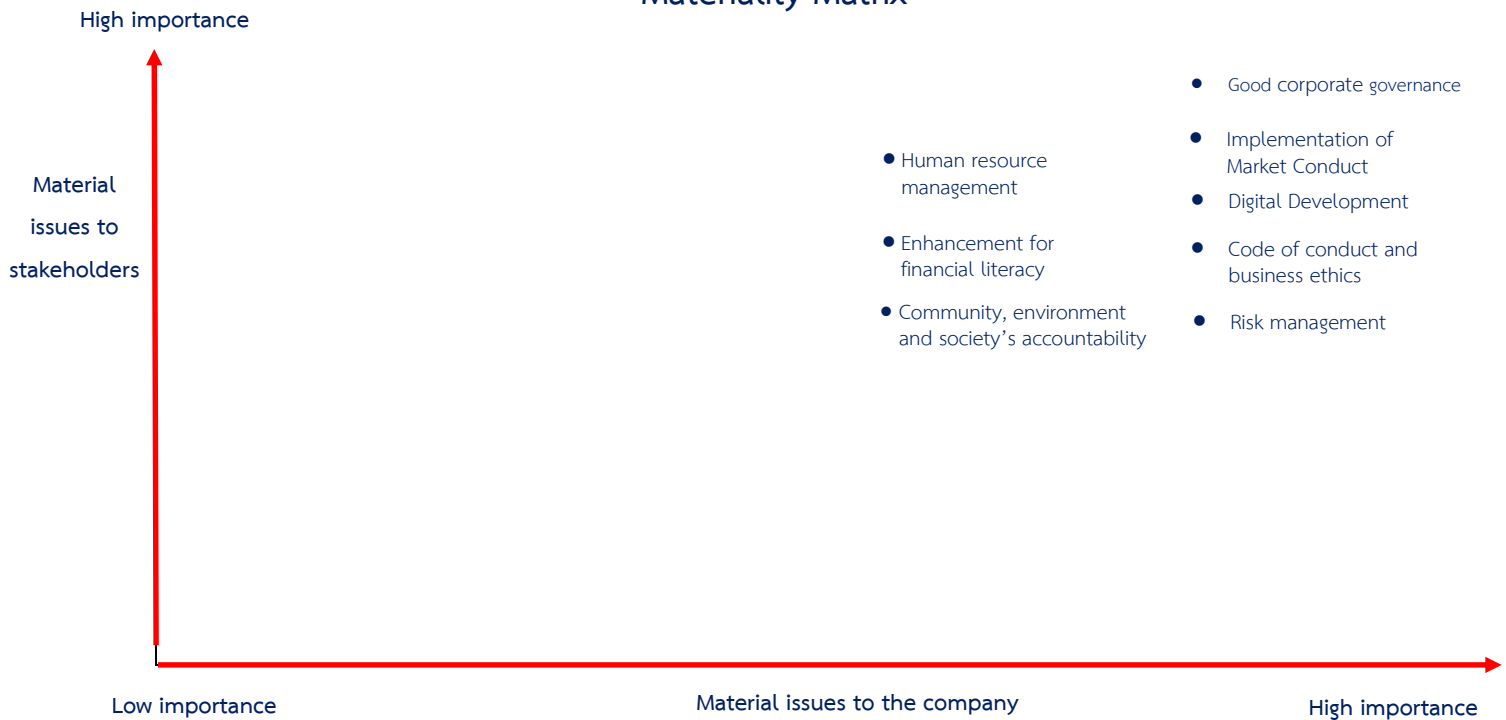 Materiality Matrix
High importance
Material
issues to
stakeholders
● Human resource
management
● Enhancement for
financial literacy
● Community, environment
and society’s accountability
● Good corporate governance
● Implementation of
Market Conduct
● Digital Development
● Code of conduct and
business ethics
● Risk management
Low importance
Material issues to the company
High importance